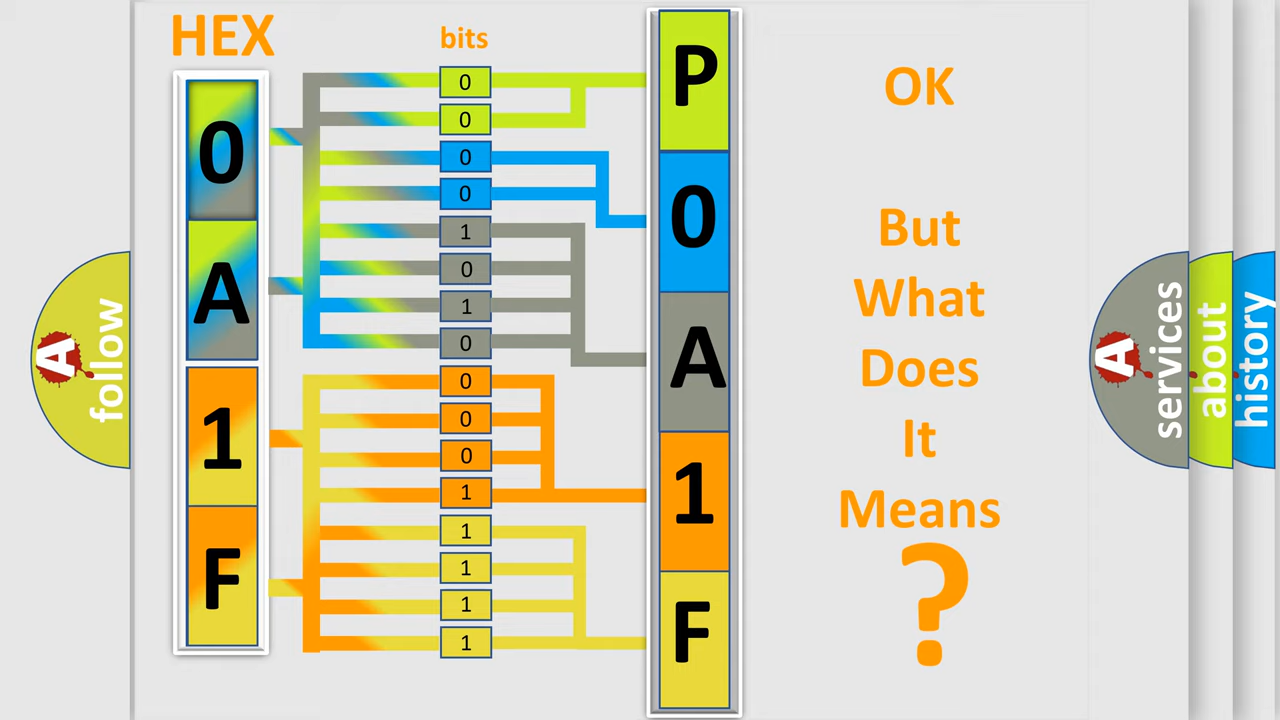 HEX
bits
0
A
1
F
0
0
0
0
1
0
1
0
0
0
0
1
1
1
1
1
P
0
A
1
F
OK
But
What
Does
It
Means
?
A
follow
A
services
about
history